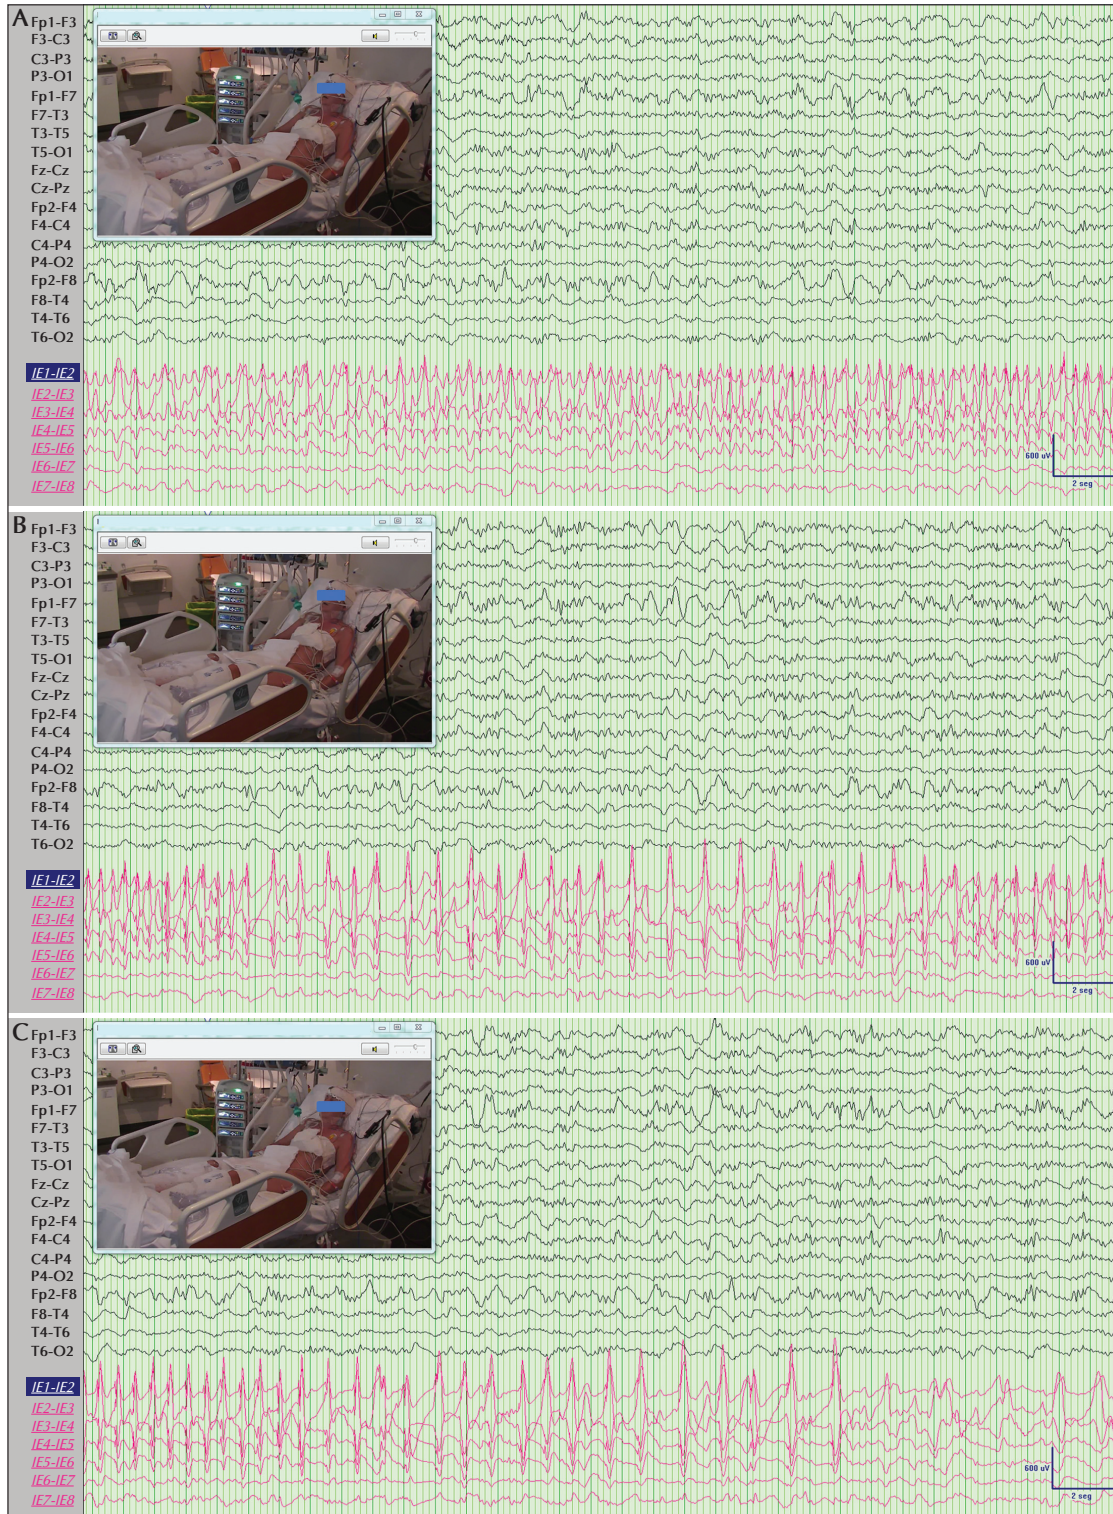 A
Fp1-F3
F3-C3
C3-P3
P3-O1
Fp1-F7
F7-T3
T3-T5
T5-O1
Fz-Cz
Cz-Pz
Fp2-F4
F4-C4
C4-P4
P4-O2
Fp2-F8
F8-T4
T4-T6
T6-O2
IE1-IE2
IE2-IE3
IE3-IE4
IE4-IE5
IE5-IE6
IE6-IE7
IE7-IE8
600 uV
2 seg
B
Fp1-F3
F3-C3
C3-P3
P3-O1
Fp1-F7
F7-T3
T3-T5
T5-O1
Fz-Cz
Cz-Pz
Fp2-F4
F4-C4
C4-P4
P4-O2
Fp2-F8
F8-T4
T4-T6
T6-O2
IE1-IE2
IE2-IE3
IE3-IE4
IE4-IE5
IE5-IE6
IE6-IE7
IE7-IE8
600 uV
2 seg
C
Fp1-F3
F3-C3
C3-P3
P3-O1
Fp1-F7
F7-T3
T3-T5
T5-O1
Fz-Cz
Cz-Pz
Fp2-F4
F4-C4
C4-P4
P4-O2
Fp2-F8
F8-T4
T4-T6
T6-O2
IE1-IE2
IE2-IE3
IE3-IE4
IE4-IE5
IE5-IE6
IE6-IE7
IE7-IE8
600 uV
2 seg